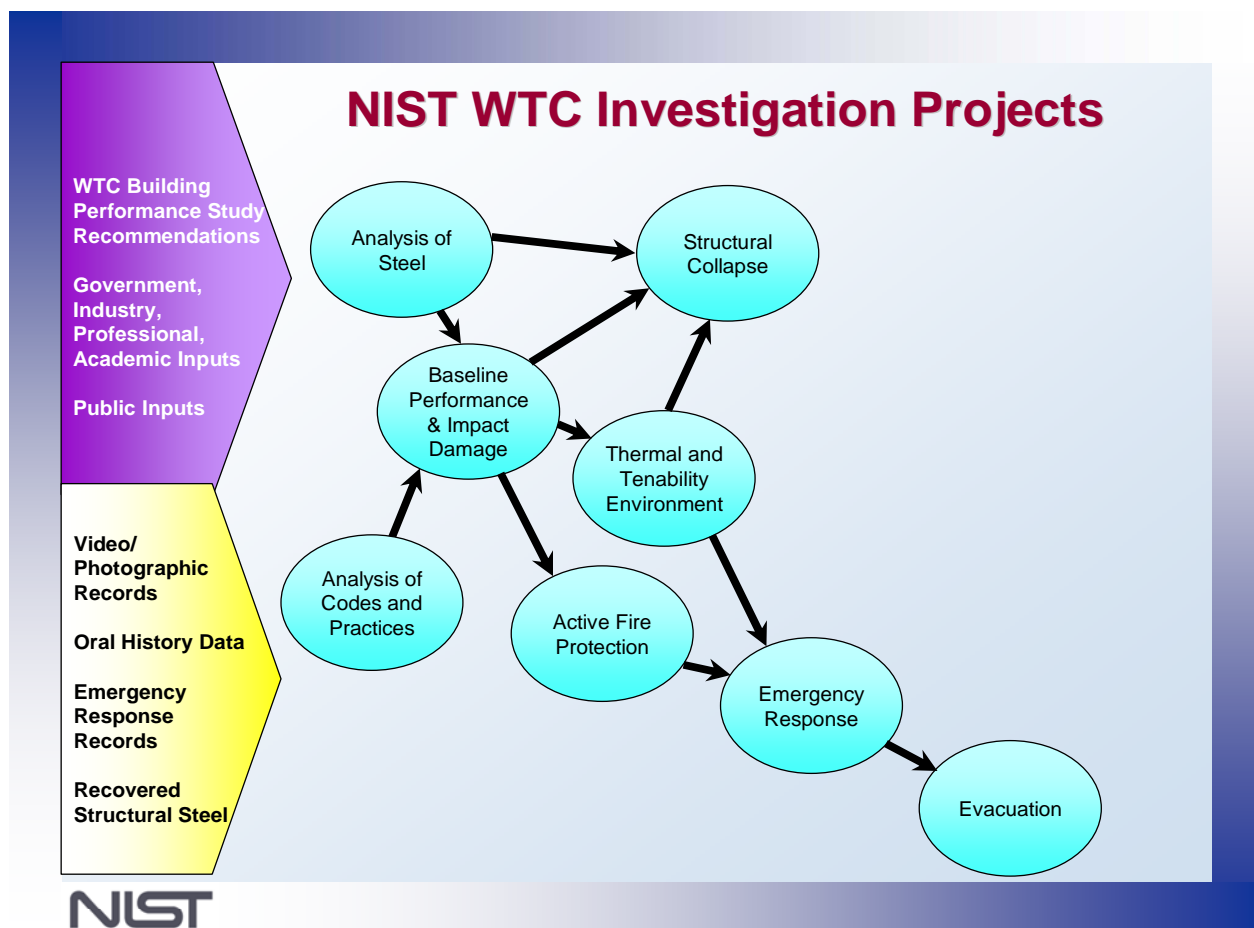 NIST WTC Investigation Projects
WTC Building
Performance Study
Recommendations
Government,
Industry,
Professional,
Academic Inputs
Public Inputs
Video/
Photographic
Records
Oral History Data
Emergency
Response
Records
Recovered
Structural Steel
Analysis of
Steel
Structural
Collapse
Baseline
Performance
& Impact
Damage
Thermal and
Tenability
Environment
Analysis of
Codes and
Practices
Active Fire
Protection
Emergency
Response
Evacuation
NIST